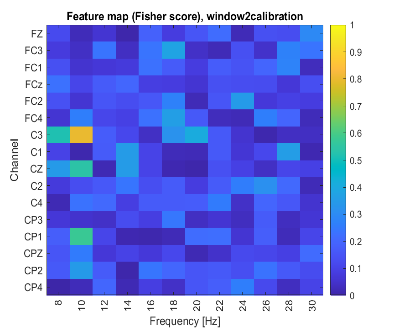 Feature map (Fisher score), window2calibration
FZ
FC3
FC1
FCz
FC2
FC4
C3
C1
CZ
C2
C4
CP3
CP1
CPZ
CP2
CP4
Channel
8 10 12 14 16 18 20 22 24 26 28 30
Frequency [Hz]
1
0.9
0.8
0.7
0.6
0.5
0.4
0.3
0.2
0.1
0